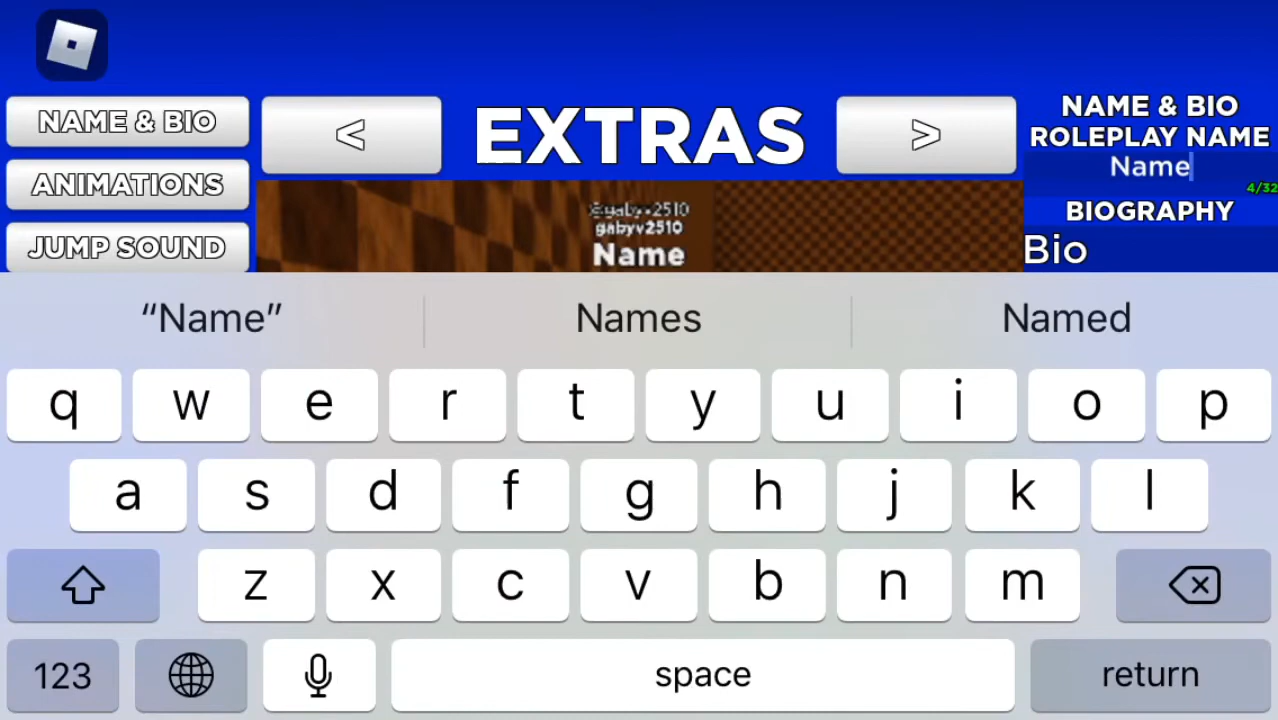 NAME & BIO
ANIMATIONS
JUMP SOUND
<
EXTRAS
>
@gabyv2510
gabyv2510
Name
NAME & BIO
ROLEPLAY NAME
Name
4/32
BIOGRAPHY
Bio
“Name”
Names
Named
q w e r t y u i o p
a s d f g h j k l
z x c v b n m
123
space
return